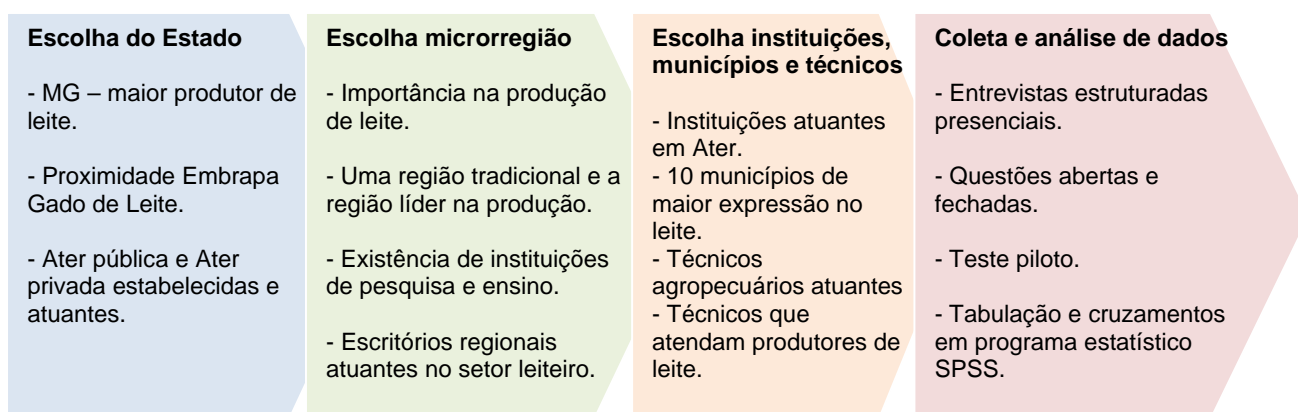 Escolha do Estado
- MG – maior produtor de
leite.
- Proximidade Embrapa
Gado de Leite.
- Ater pública e Ater
privada estabelecidas e
atuantes.
Escolha microrregião
- Importância na produção
de leite.
- Uma região tradicional e a
região líder na produção.
- Existência de instituições
de pesquisa e ensino.
- Escritórios regionais
atuantes no setor leiteiro.
Escolha instituições,
municípios e técnicos
- Instituições atuantes
em Ater.
- 10 municípios de
maior expressão no
leite.
- Técnicos
agropecuários atuantes
- Técnicos que
atendam produtores de
leite.
Coleta e análise de dados
- Entrevistas estruturadas
presenciais.
- Questões abertas e
fechadas.
- Teste piloto.
- Tabulação e cruzamentos
em programa estatístico
SPSS.